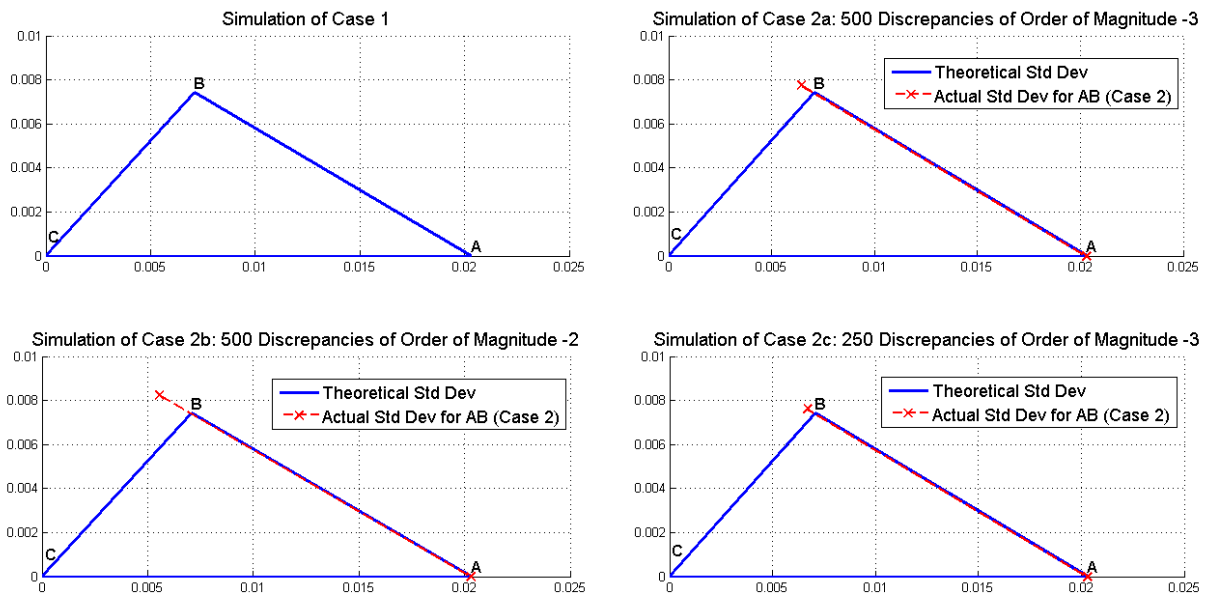 Simulation of Case 1
0.01
0.008
0.006
0.004
0.002
0
B
C
A
0
0.005
0.01
0.015
0.02
0.025
Simulation of Case 2a: 500 Discrepancies of Order of Magnitude -3
0.01
0.008
0.006
0.004
0.002
0
B
C
A
Theoretical Std Dev
Actual Std Dev for AB (Case 2)
0
0.005
0.01
0.015
0.02
0.025
Simulation of Case 2b: 500 Discrepancies of Order of Magnitude -2
0.01
0.008
0.006
0.004
0.002
0
B
C
A
Theoretical Std Dev
Actual Std Dev for AB (Case 2)
0
0.005
0.01
0.015
0.02
0.025
Simulation of Case 2c: 250 Discrepancies of Order of Magnitude -3
0.01
0.008
0.006
0.004
0.002
0
B
C
A
Theoretical Std Dev
Actual Std Dev for AB (Case 2)
0
0.005
0.01
0.015
0.02
0.025